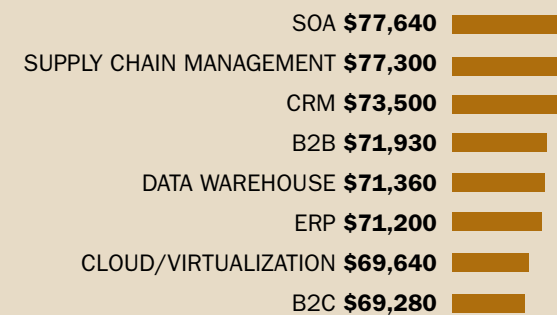 SOA $77,640
SUPPLY CHAIN MANAGEMENT $77,300
CRM $73,500
B2B $71,930
DATA WAREHOUSE $71,360
ERP $71,200
CLOUD/VIRTUALIZATION $69,640
B2C $69,280